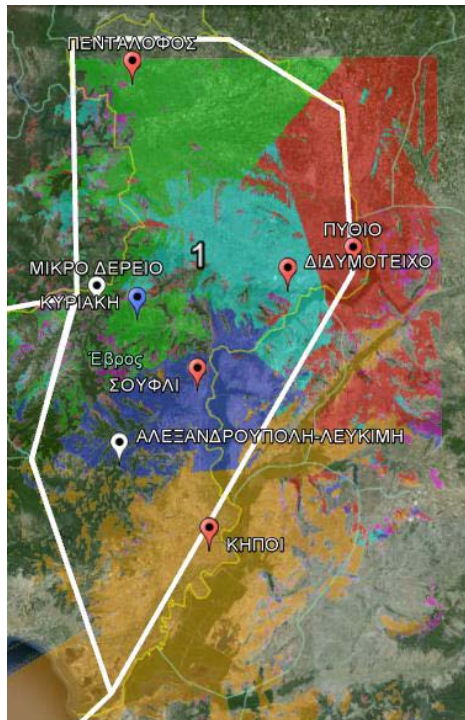 ΠΕΝΤΑΛΟΦΟΣ
ΠΥΘΙΟ
1
ΔΙΔΥΜΟΤΕΙΧΟ
ΜΙΚΡΟ ΔΕΡΕΙΟ
ΚΥΡΙΑΚΗ
Έβρος
ΣΟΥΦΛΙ
ΑΛΕΞΑΝΔΡΟΥΠΟΛΗ-ΛΕΥΚΙΜΗ
ΚΗΠΟΙ